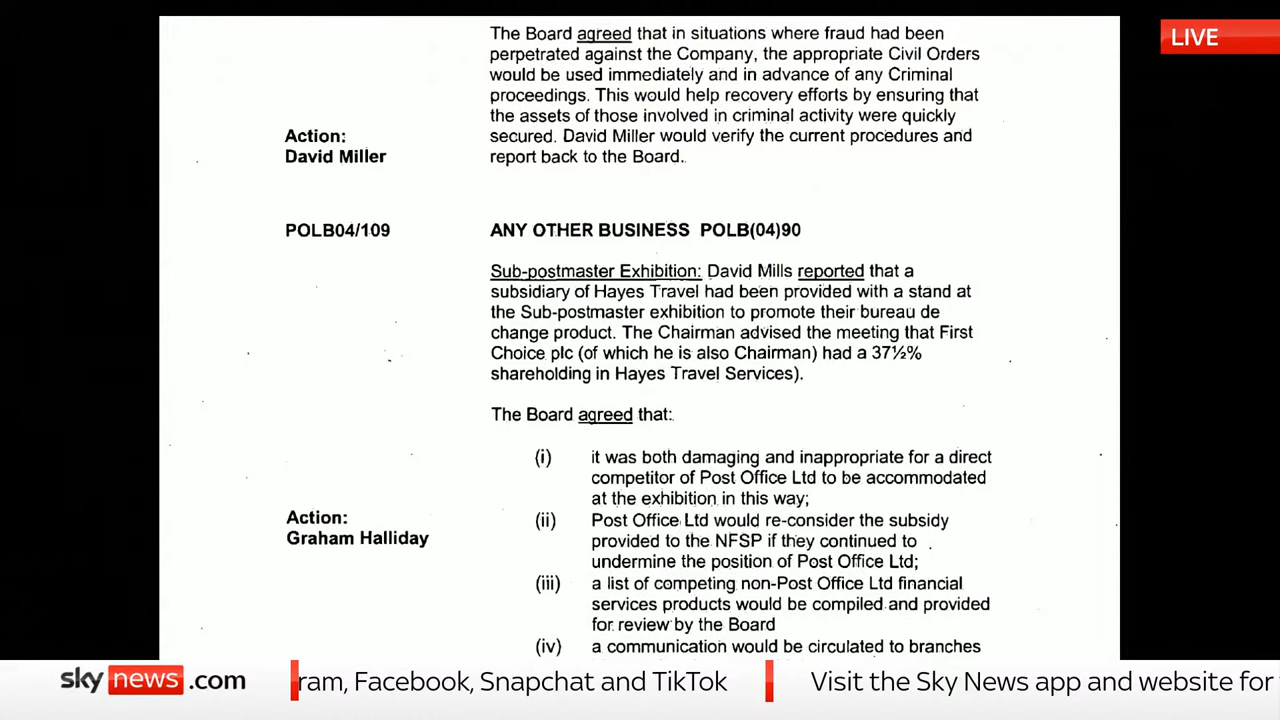 LIVE
The Board agreed that in situations where fraud had been
perpetrated against the Company, the appropriate Civil Orders
would be used immediately and in advance of any Criminal
proceedings. This would help recovery efforts by ensuring that
the assets of those involved in criminal activity were quickly
Action:
secured. David Miller would verify the current procedures and
David Miller
report back to the Board.
POLB04/109
ANY OTHER BUSINESS POLB(04)90
Sub-postmaster Exhibition: David Mills reported that a
subsidiary of Hayes Travel had been provided with a stand at
the Sub-postmaster exhibition to promote their bureau de
change product. The Chairman advised the meeting that First
Choice plc (of which he is also Chairman) had a 37½%
shareholding in Hayes Travel Services).
The Board agreed that:
(i) it was both damaging and inappropriate for a direct
competitor of Post Office Ltd to be accommodated
at the exhibition in this way;
Action:
Graham Halliday
(ii) Post Office Ltd would re-consider the subsidy
provided to the NFSP if they continued to
undermine the position of Post Office Ltd;
(iii) a list of competing non-Post Office Ltd financial
services products would be compiled and provided
for review by the Board
(iv) a communication would be circulated to branches
sky news.com
ram, Facebook, Snapchat and TikTok
Visit the Sky News app and website for